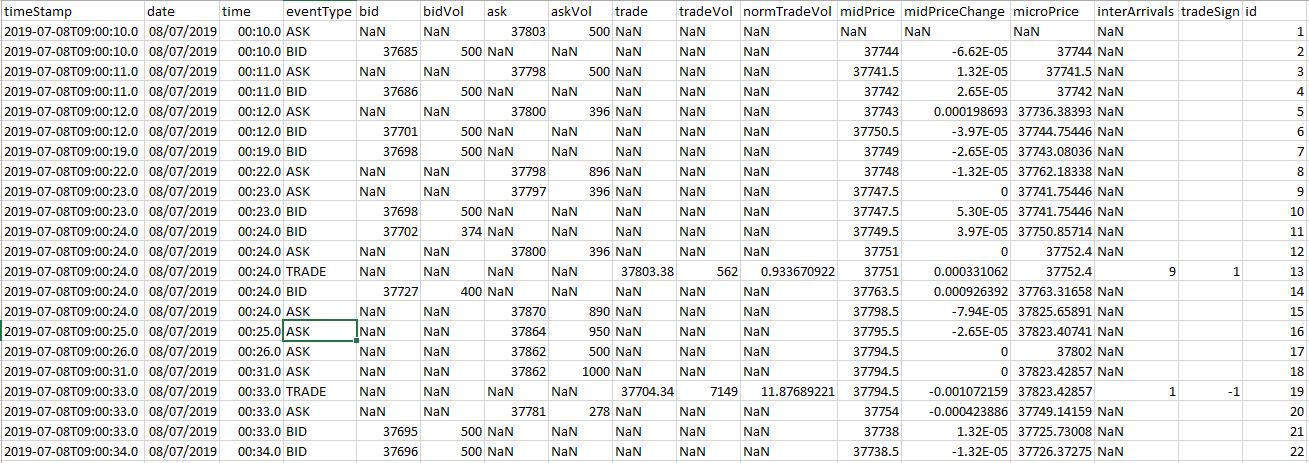 timeStamp date time eventType bid bidVol ask askVol trade tradeVol normTradeVol midPrice midPriceChange microPrice interArrivals tradeSign id
2019-07-08T09:00:10.0 08/07/2019 00:10.0 ASK NaN NaN 37803 500 NaN NaN NaN NaN NaN NaN NaN 1
2019-07-08T09:00:10.0 08/07/2019 00:10.0 BID 37685 500 NaN NaN NaN NaN NaN 37744 -6.62E-05 37744 NaN 2
2019-07-08T09:00:11.0 08/07/2019 00:11.0 ASK NaN NaN 37798 500 NaN NaN NaN 37741.5 1.32E-05 37741.5 NaN 3
2019-07-08T09:00:11.0 08/07/2019 00:11.0 BID 37686 500 NaN NaN NaN NaN NaN 37742 2.65E-05 37742 NaN 4
2019-07-08T09:00:12.0 08/07/2019 00:12.0 ASK NaN NaN 37800 396 NaN NaN NaN 37743 0.000198693 37736.38393 NaN 5
2019-07-08T09:00:12.0 08/07/2019 00:12.0 BID 37701 500 NaN NaN NaN NaN NaN 37750.5 -3.97E-05 37744.75446 NaN 6
2019-07-08T09:00:19.0 08/07/2019 00:19.0 BID 37698 500 NaN NaN NaN NaN NaN 37749 -2.65E-05 37743.08036 NaN 7
2019-07-08T09:00:22.0 08/07/2019 00:22.0 ASK NaN NaN 37798 896 NaN NaN NaN 37748 -1.32E-05 37762.18338 NaN 8
2019-07-08T09:00:23.0 08/07/2019 00:23.0 ASK NaN NaN 37797 396 NaN NaN NaN 37747.5 0 37741.75446 NaN 9
2019-07-08T09:00:23.0 08/07/2019 00:23.0 BID 37698 500 NaN NaN NaN NaN NaN 37747.5 5.30E-05 37741.75446 NaN 10
2019-07-08T09:00:24.0 08/07/2019 00:24.0 BID 37702 374 NaN NaN NaN NaN NaN 37749.5 3.97E-05 37750.85714 NaN 11
2019-07-08T09:00:24.0 08/07/2019 00:24.0 ASK NaN NaN 37800 396 NaN NaN NaN 37751 0 37752.4 NaN 12
2019-07-08T09:00:24.0 08/07/2019 00:24.0 TRADE NaN NaN NaN NaN 37803.38 562 0.933670922 37751 0.000331062 37752.4 9 1 13
2019-07-08T09:00:24.0 08/07/2019 00:24.0 BID 37727 400 NaN NaN NaN NaN NaN 37763.5 0.000926392 37763.31658 NaN 14
2019-07-08T09:00:24.0 08/07/2019 00:24.0 ASK NaN NaN 37870 890 NaN NaN NaN 37798.5 -7.94E-05 37825.65891 NaN 15
2019-07-08T09:00:25.0 08/07/2019 00:25.0 ASK NaN NaN 37864 950 NaN NaN NaN 37795.5 -2.65E-05 37823.40741 NaN 16
2019-07-08T09:00:26.0 08/07/2019 00:26.0 ASK NaN NaN 37862 500 NaN NaN NaN 37794.5 0 37802 NaN 17
2019-07-08T09:00:31.0 08/07/2019 00:31.0 ASK NaN NaN 37862 1000 NaN NaN NaN 37794.5 0 37823.42857 NaN 18
2019-07-08T09:00:33.0 08/07/2019 00:33.0 TRADE NaN NaN NaN NaN 37704.34 7149 11.87689221 37794.5 -0.001072159 37823.42857 1 -1 19
2019-07-08T09:00:33.0 08/07/2019 00:33.0 ASK NaN NaN 37781 278 NaN NaN NaN 37754 -0.000423886 37749.14159 NaN 20
2019-07-08T09:00:33.0 08/07/2019 00:33.0 BID 37695 500 NaN NaN NaN NaN NaN 37738 1.32E-05 37725.73008 NaN 21
2019-07-08T09:00:34.0 08/07/2019 00:34.0 BID 37696 500 NaN NaN NaN NaN NaN 37738.5 -1.32E-05 37726.37275 NaN 22